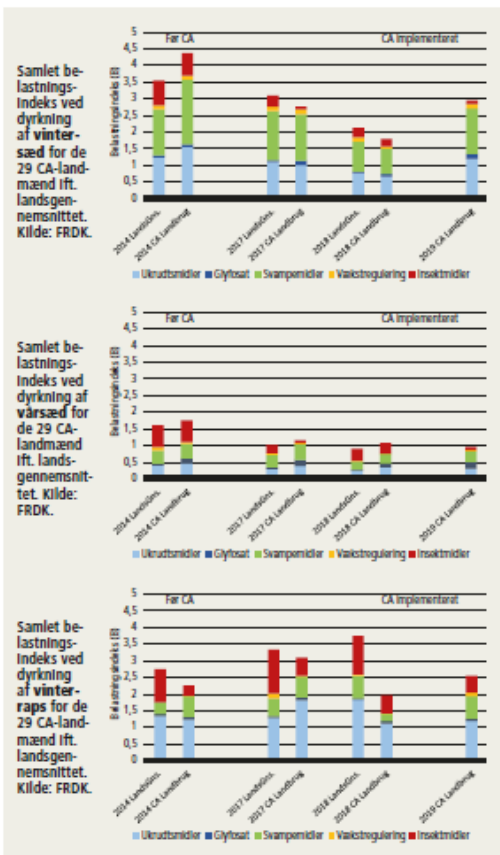 Samlet be-
lastnings-
indeks ved
dyrkning
af vinter-
sæd for de
29 CA-land-
mænd ift.
landsgen-
nemsnittet.
Kilde: FRDK.
Belastningsindeks (B)
5
4,5
4
3,5
3
2,5
2
1,5
1
0,5
0
Før CA
CA Implementeret
2014 Landsgns.
2014 CA Landbrug
2017 Landsgns.
2017 CA Landbrug
2018 Landsgns.
2018 CA Landbrug
2019 CA Landbrug
Ukrudtsmidler Glyfosat Svampemidler Vækstregulering Insektmidler
Samlet be-
lastnings-
indeks ved
dyrkning af
vårsæd for
de 29 CA-
landmænd
ift. lands-
gennemsnit-
tet. Kilde:
FRDK.
Belastningsindeks (B)
5
4,5
4
3,5
3
2,5
2
1,5
1
0,5
0
Før CA
CA Implementeret
2014 Landsgns.
2014 CA Landbrug
2017 Landsgns.
2017 CA Landbrug
2018 Landsgns.
2018 CA Landbrug
2019 CA Landbrug
Ukrudtsmidler Glyfosat Svampemidler Vækstregulering Insektmidler
Samlet be-
lastnings-
indeks ved
dyrkning
af vinter-
raps for de
29 CA-land-
mænd ift.
landsgen-
nemsnittet.
Kilde: FRDK.
Belastningsindeks (B)
5
4,5
4
3,5
3
2,5
2
1,5
1
0,5
0
Før CA
CA Implementeret
2014 Landsgns.
2014 CA Landbrug
2017 Landsgns.
2017 CA Landbrug
2018 Landsgns.
2018 CA Landbrug
2019 CA Landbrug
Ukrudtsmidler Glyfosat Svampemidler Vækstregulering Insektmidler